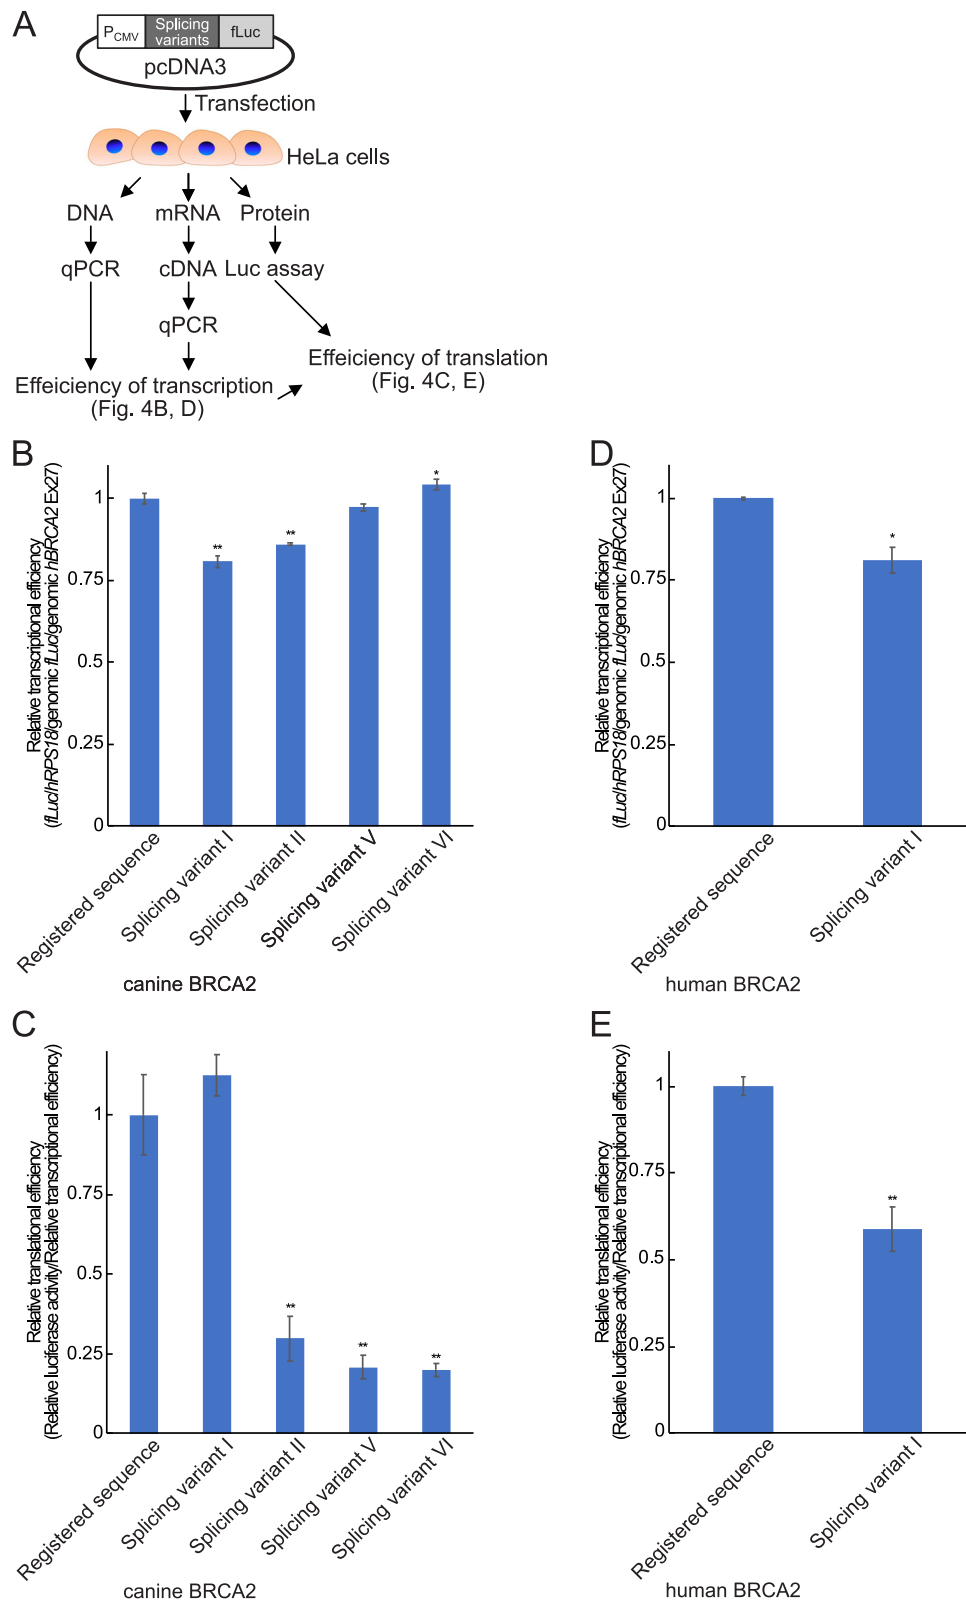 A
P_CMV
Splicing
variants
fLuc
pcDNA3
Transfection
HeLa cells
DNA
mRNA
Protein
qPCR
cDNA
Luc assay
qPCR
Effeiciency of translation
(Fig. 4C, E)
Effeiciency of transcription
(Fig. 4B, D)
B
Relative transcriptional efficiency
(fLuc/hRPS18/genomic fLuc/genomic hBRCA2 Ex27)
1
0.75
0.5
0.25
0
**
**
*
Registered sequence
Splicing variant I
Splicing variant II
Splicing variant V
Splicing variant VI
canine BRCA2
D
Relative transcriptional efficiency
(fLuc/hRPS18/genomic fLuc/genomic hBRCA2 Ex27)
1
0.75
0.5
0.25
0
*
Registered sequence
Splicing variant I
human BRCA2
C
Relative translational efficiency
(Relative luciferase activity/Relative transcriptional efficiency)
1
0.5
0.25
0
**
**
**
Registered sequence
Splicing variant I
Splicing variant II
Splicing variant V
Splicing variant VI
canine BRCA2
E
Relative translational efficiency
(Relative luciferase activity/Relative transcriptional efficiency)
1
0.75
0.5
0.25
0
**
Registered sequence
Splicing variant I
human BRCA2